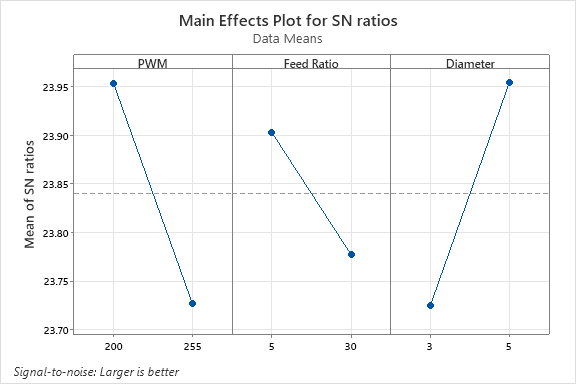 Main Effects Plot for SN ratios
Data Means
PWM Feed Ratio Diameter
Mean of SN ratios
23.95
23.90
23.85
23.80
23.75
23.70
200 255 5 30 3 5
Signal-to-noise: Larger is better